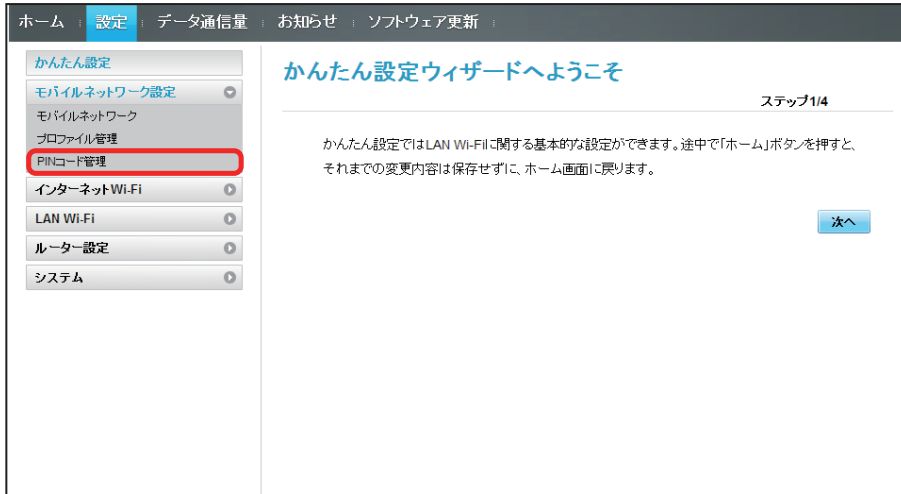 ホーム 設定 データ通信量 お知らせ ソフトウェア更新
かんたん設定
モバイルネットワーク設定
モバイルネットワーク
プロファイル管理
PINコード管理
インターネットWi-Fi
LAN Wi-Fi
ルーター設定
システム
かんたん設定ウィザードへようこそ
ステップ1/4
かんたん設定ではLAN Wi-Fiに関する基本的な設定ができます。途中で「ホーム」ボタンを押すと、
それまでの変更内容は保存せずに、ホーム画面に戻ります。
次へ